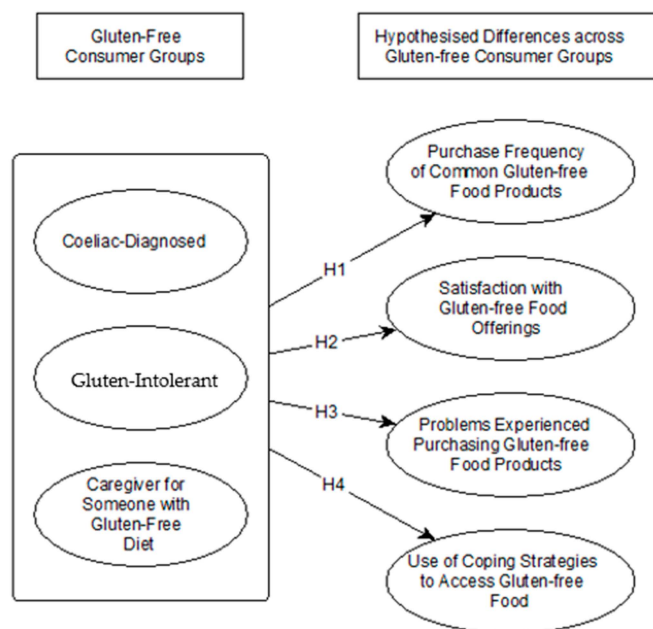 Gluten-Free
Consumer Groups
Hypothesised Differences across
Gluten-free Consumer Groups
Coeliac-Diagnosed
Gluten-Intolerant
Caregiver for
Someone with
Gluten-Free
Diet
H1
H2
H3
H4
Purchase Frequency
of Common Gluten-free
Food Products
Satisfaction with
Gluten-free Food
Offerings
Problems Experienced
Purchasing Gluten-free
Food Products
Use of Coping Strategies
to Access Gluten-free
Food